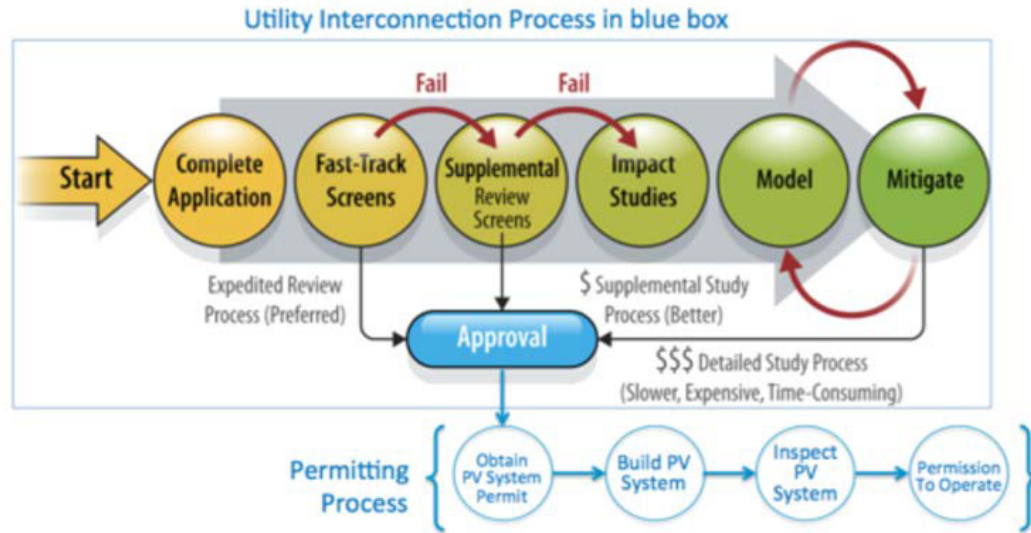 Utility Interconnection Process in blue box
Fail
Fail
Start
Complete
Application
Fast-Track
Screens
Supplemental
Review
Screens
Impact
Studies
Model
Mitigate
Expedited Review
Process (Preferred)
$ Supplemental Study
Process (Better)
Approval
$$$ Detailed Study Process
(Slower, Expensive, Time-Consuming)
Permitting
Process
Obtain
PV System
Permit
Build PV
System
Inspect
PV
System
Permission
To Operate